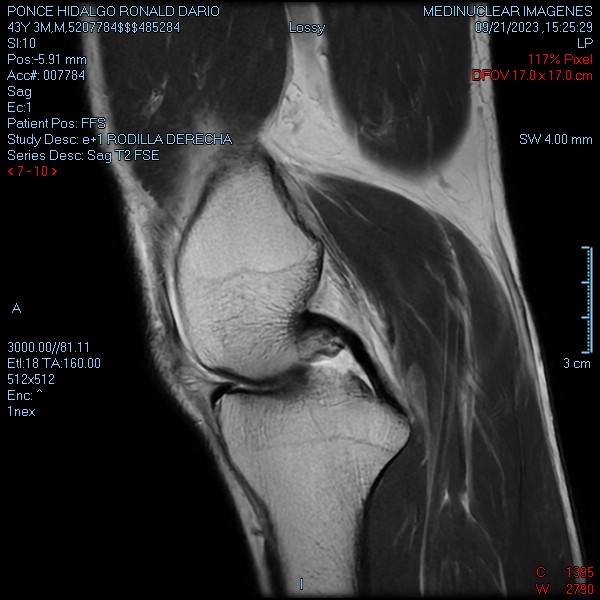 PONCE HIDALGO RONALD DARIO
43Y 3M,M,5207784$$$485284
Sl:10
Pos:-5.91 mm
Acc#: 007784
Sag
Ec:1
Patient Pos: FFS
Study Desc: e+1 RODILLA DERECHA
Series Desc: Sag T2 FSE
< 7 - 10 >
Lossy
MEDINUCLEAR IMAGENES
09/21/2023 ,15:25:29
LP
117% Pixel
DFOV 17.0 x 17.0 cm
SW 4.00 mm
A
3000.00//81.11
Etl:18 TA:160.00
512x512
Enc: ^
1nex
3 cm
I
C 1395
W 2790